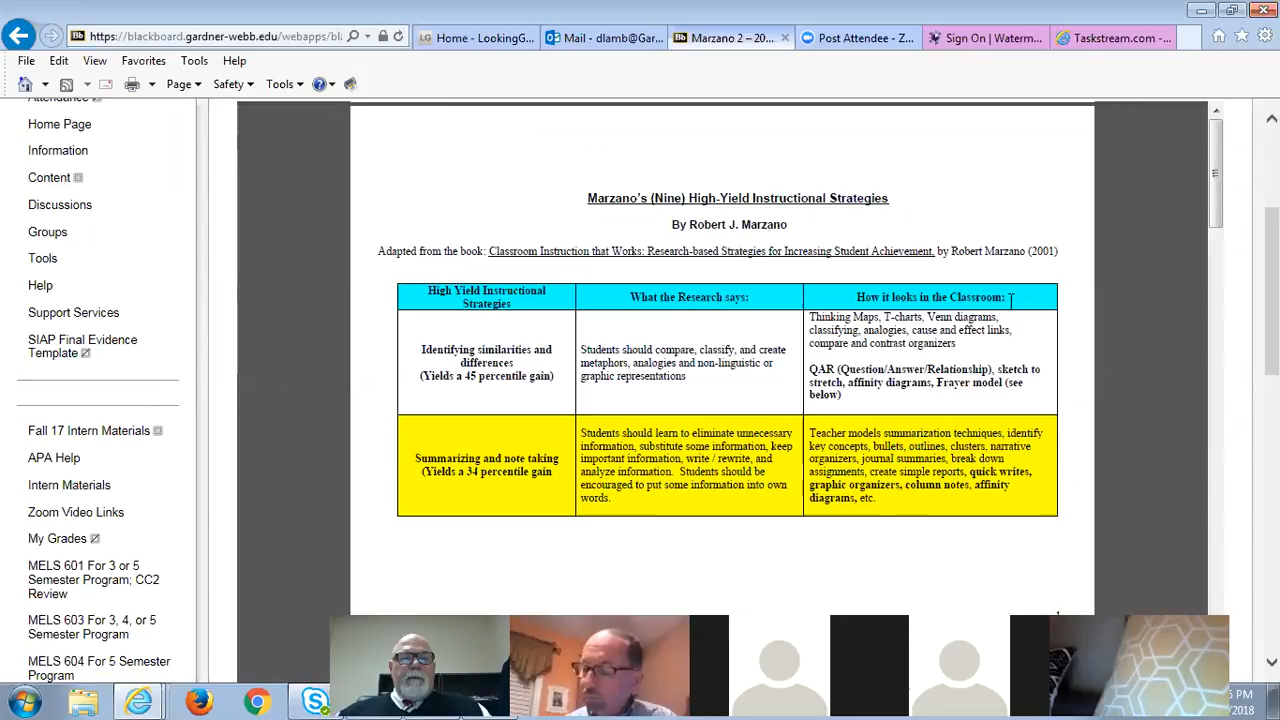 https://blackboard.gardner-webb.edu/webapps/bl
LG Home - LookingG...
Mail - dlamb@Gar...
Bb Marzano 2 – 20...
Post Attendee - Z...
Sign On | Waterm...
Taskstream.com -...
File Edit View Favorites Tools Help
Page Safety Tools
Attendance
Home Page
Information
Content
Discussions
Groups
Tools
Help
Support Services
SIAP Final Evidence
Template
Fall 17 Intern Materials
APA Help
Intern Materials
Zoom Video Links
My Grades
MELS 601 For 3 or 5
Semester Program; CC2
Review
MELS 603 For 3, 4, or 5
Semester Program
MELS 604 For 5 Semester
Program
Marzano's (Nine) High-Yield Instructional Strategies
By Robert J. Marzano
Adapted from the book: Classroom Instruction that Works: Research-based Strategies for Increasing Student Achievement, by Robert Marzano (2001)
High Yield Instructional
Strategies
What the Research says:
How it looks in the Classroom:
Identifying similarities and
differences
(Yields a 45 percentile gain)
Students should compare, classify, and create
metaphors, analogies and non-linguistic or
graphic representations
Thinking Maps, T-charts, Venn diagrams,
classifying, analogies, cause and effect links,
compare and contrast organizers
QAR (Question/Answer/Relationship), sketch to
stretch, affinity diagrams, Frayer model (see
below)
Summarizing and note taking
(Yields a 34 percentile gain
Students should learn to eliminate unnecessary
information, substitute some information, keep
important information, write / rewrite, and
analyze information. Students should be
encouraged to put some information into own
words.
Teacher models summarization techniques, identify
key concepts, bullets, outlines, clusters, narrative
organizers, journal summaries, break down
assignments, create simple reports, quick writes,
graphic organizers, column notes, affinity
diagrams, etc.
PM
/2018